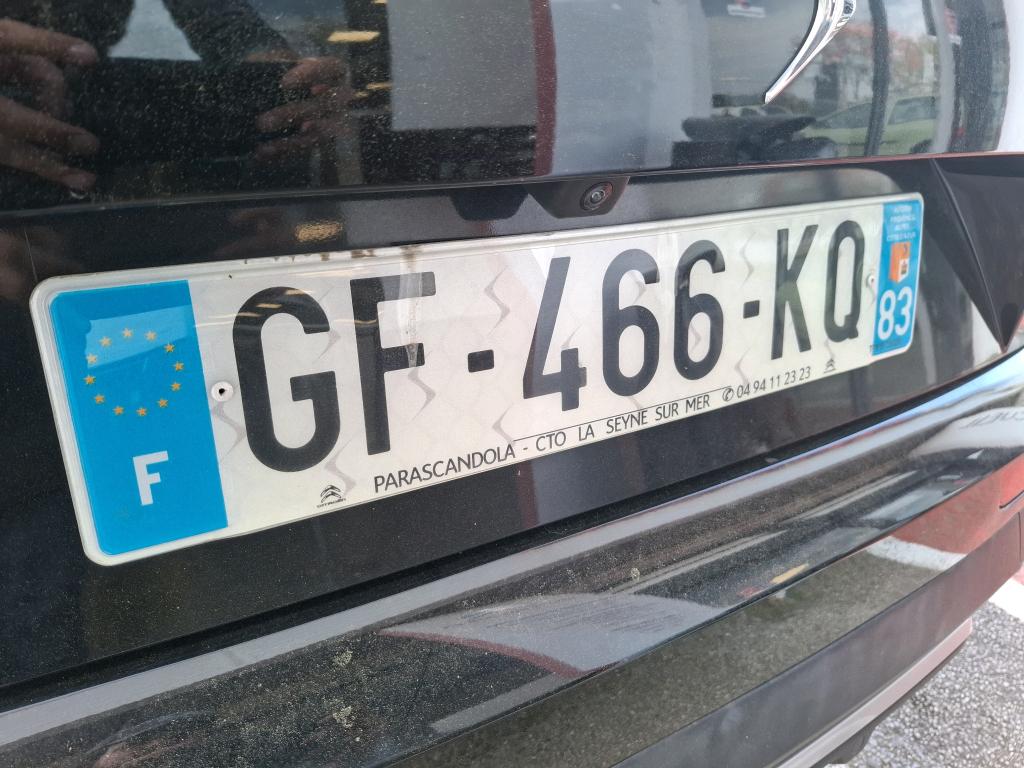 F
GF-466-KQ
83
PARASCANDOLA - CTO LA SEYNE SUR MER ✆ 04 94 11 23 23